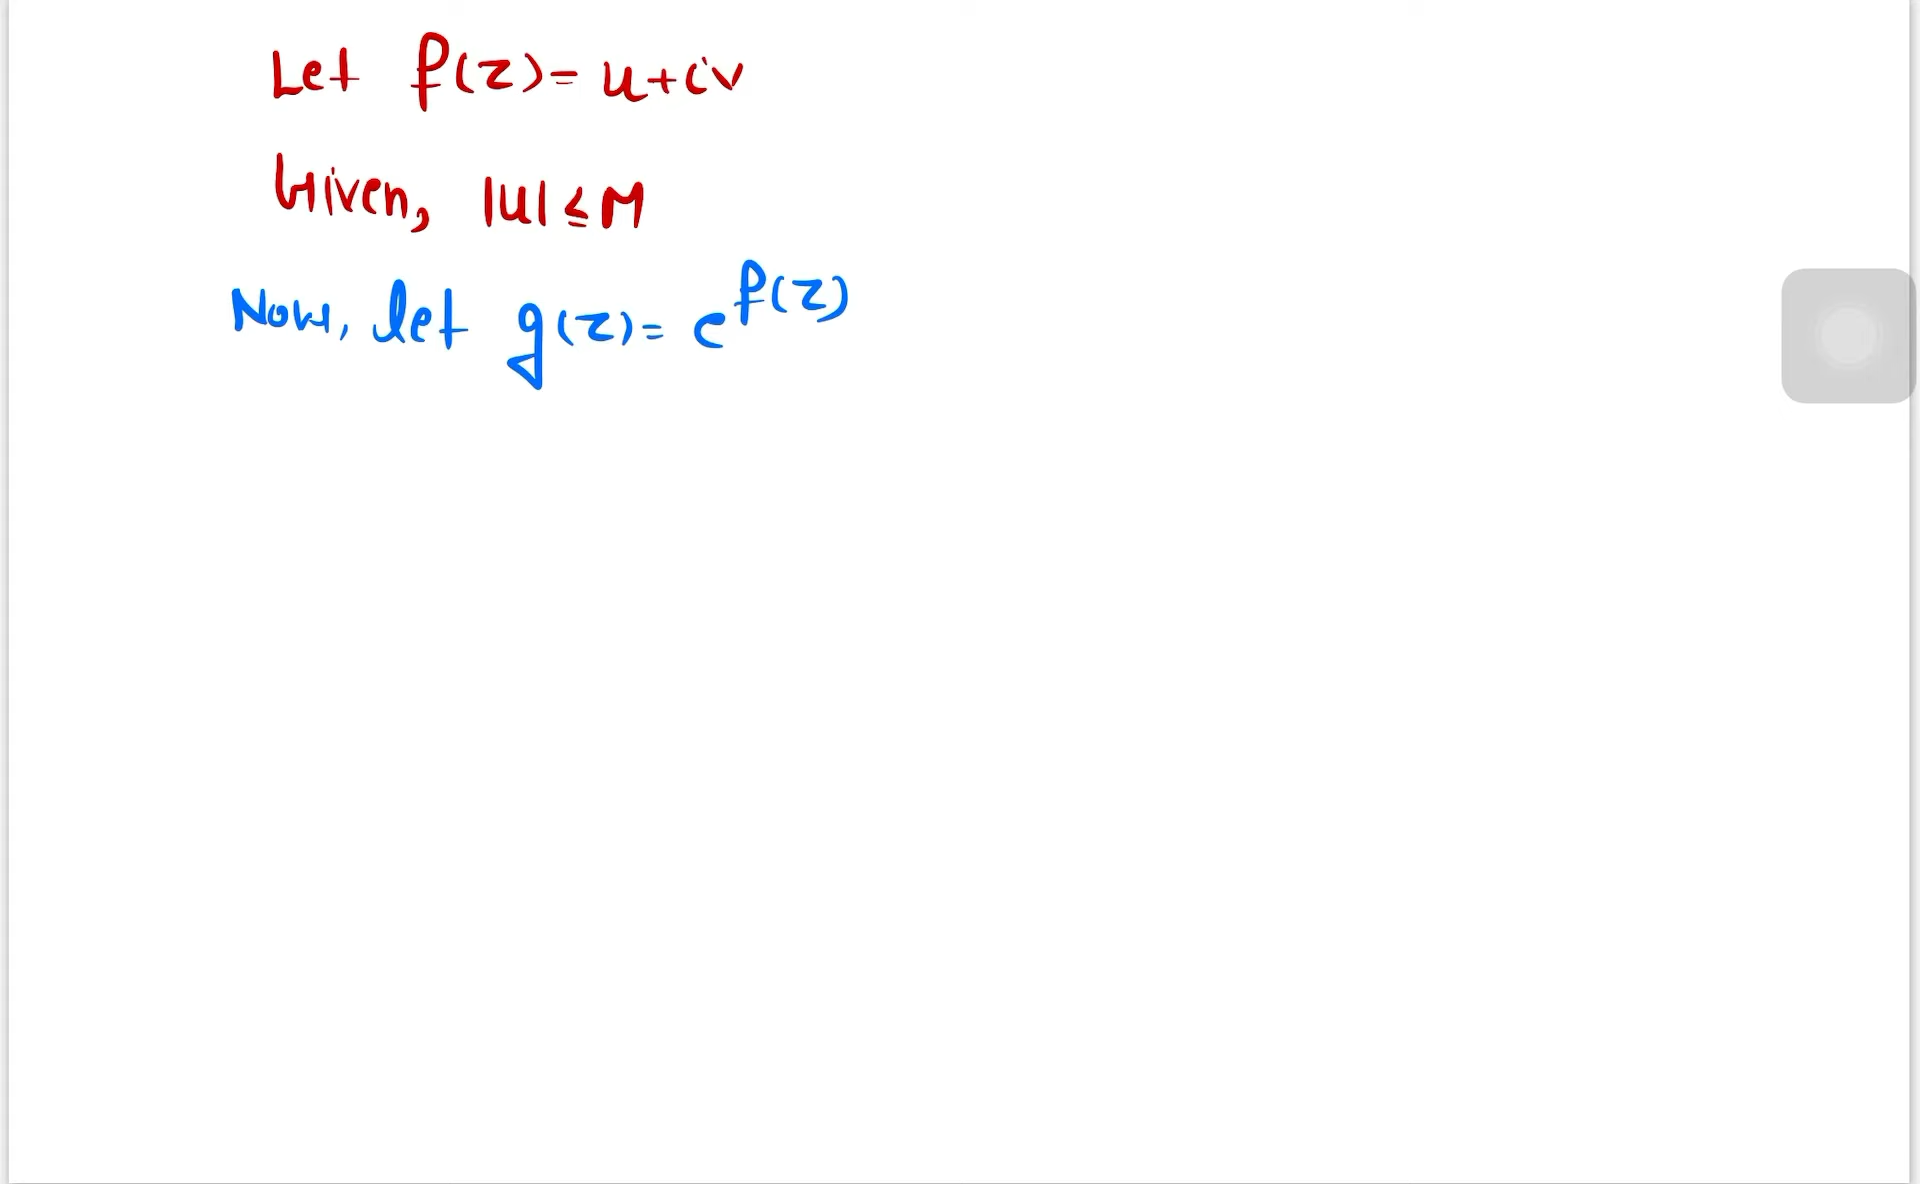 Let f(z)= u+iv
Given, |u| ≤ M
Now, let g(z)= e^f(z)